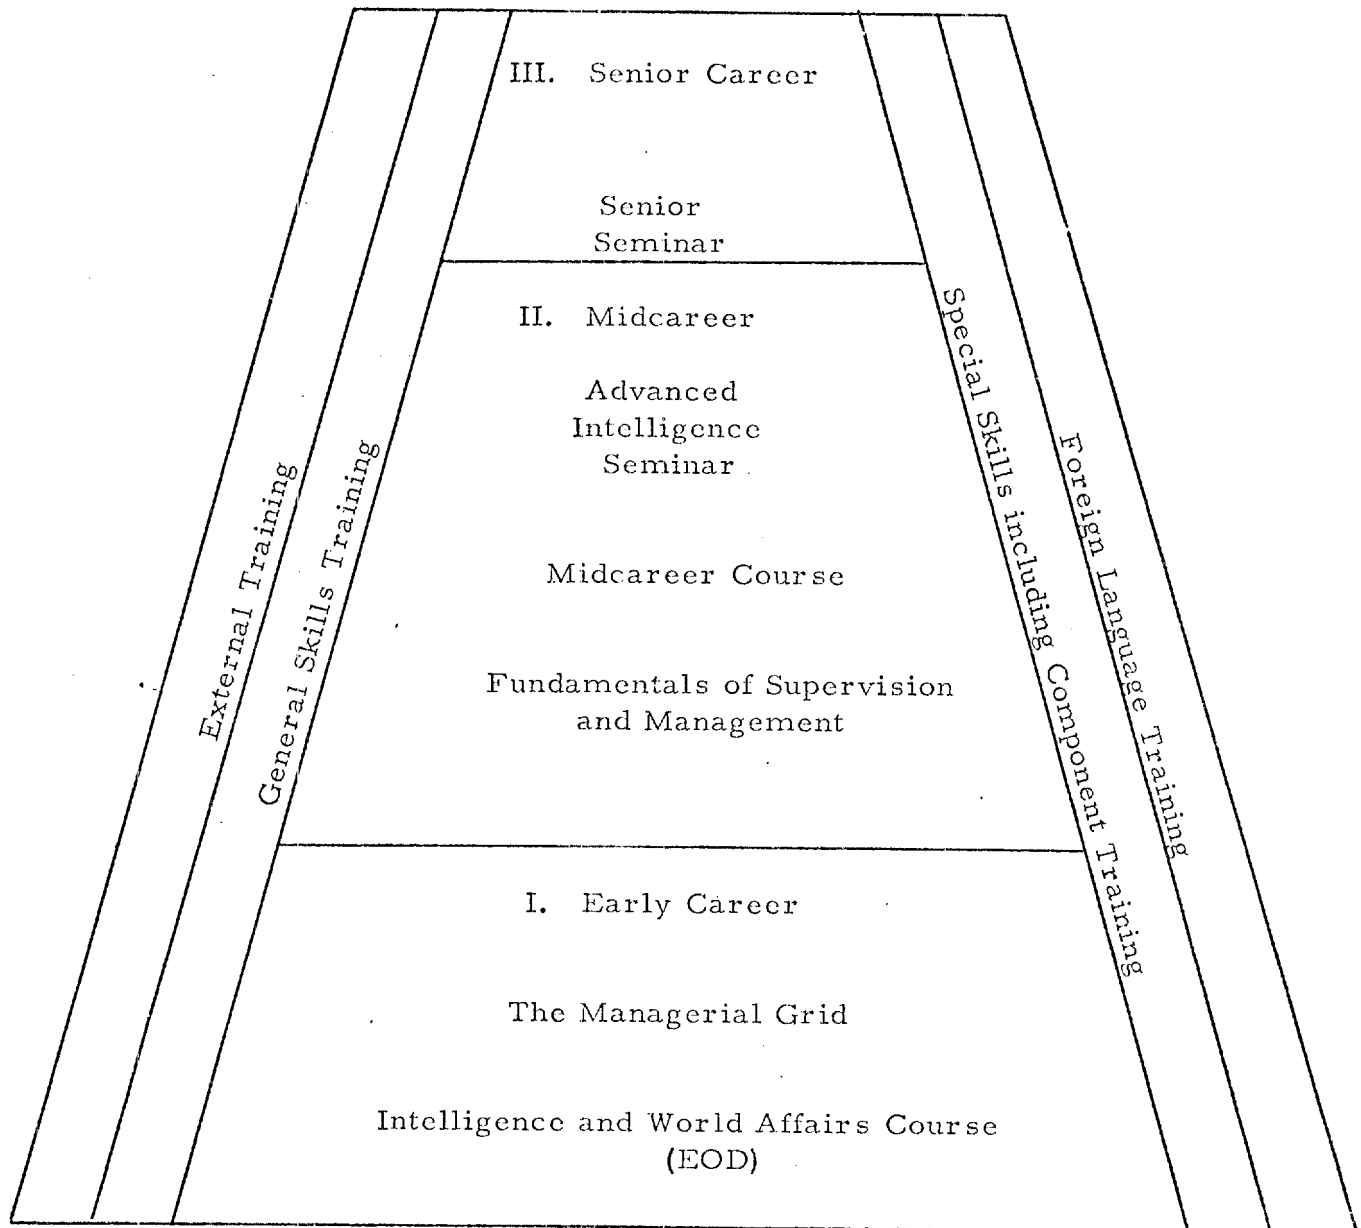 III. Senior Career
Senior
Seminar
II. Midcareer
Advanced
Intelligence
Seminar
Midcareer Course
Fundamentals of Supervision
and Management
I. Early Career
The Managerial Grid
Intelligence and World Affairs Course
(EOD)
External Training
General Skills Training
Special Skills including Component Training
Foreign Language Training